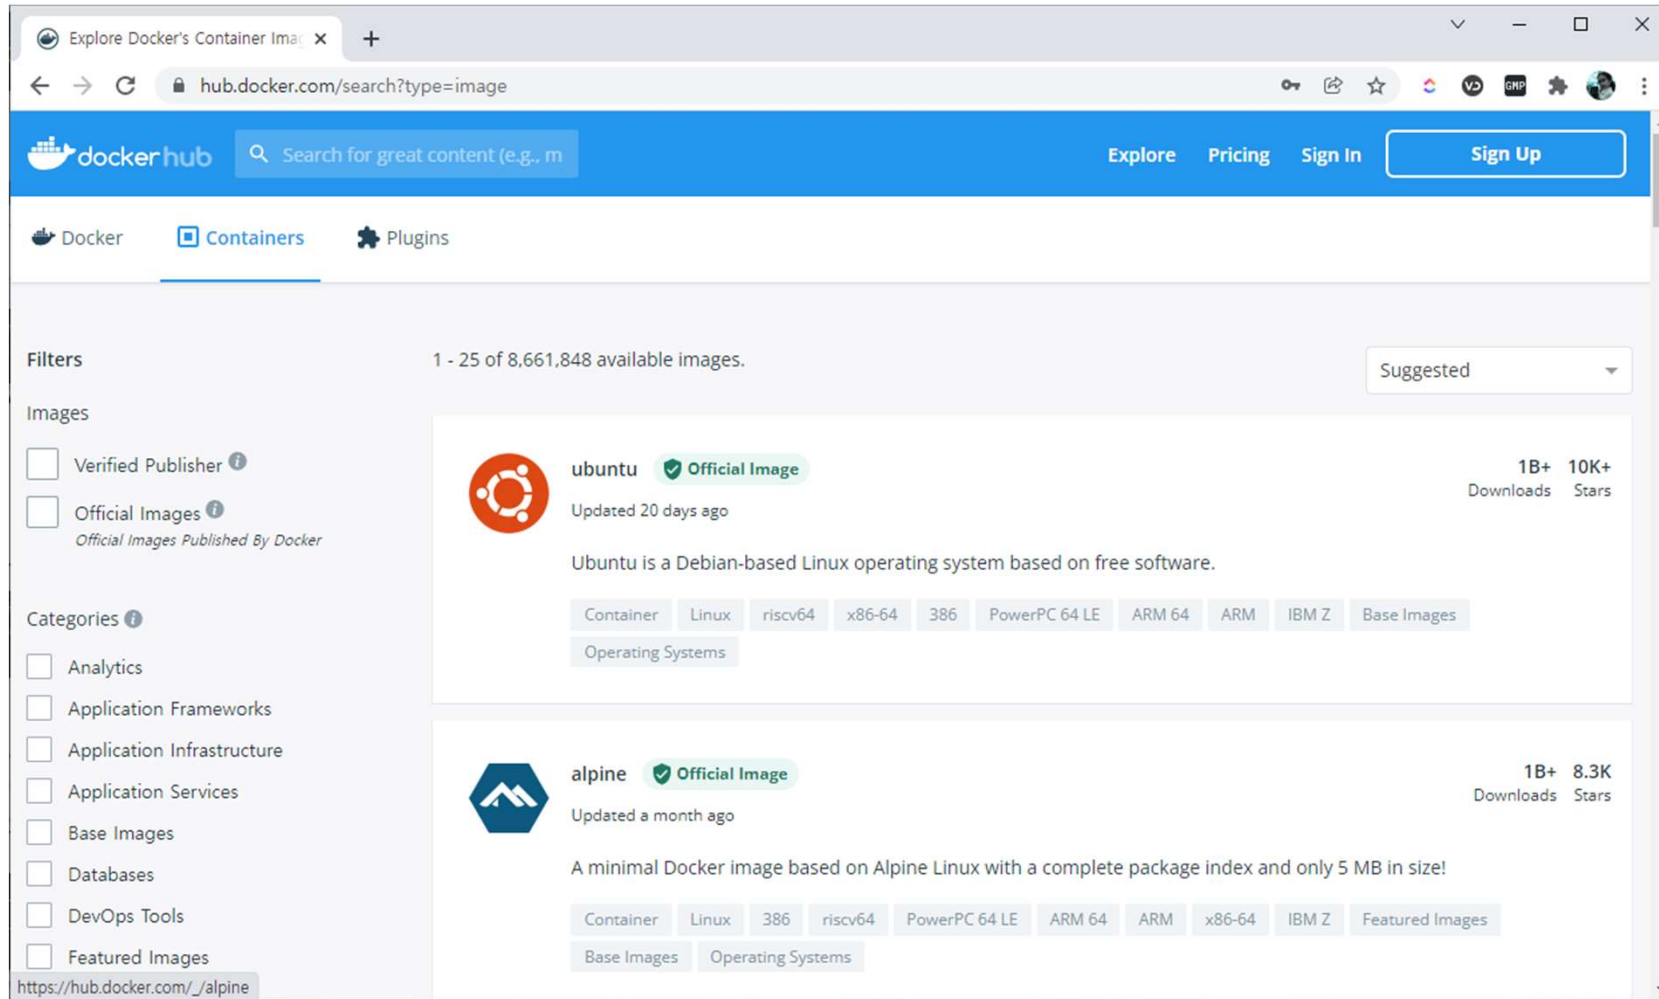 Explore Docker's Container Imag
hub.docker.com/search?type=image
GMP
docker hub
Search for great content (e.g., m
Explore Pricing Sign In Sign Up
Docker Containers Plugins
Filters
1 - 25 of 8,661,848 available images.
Suggested
Images
Verified Publisher
Official Images
Official Images Published By Docker
Categories
Analytics
Application Frameworks
Application Infrastructure
Application Services
Base Images
Databases
DevOps Tools
Featured Images
ubuntu Official Image
1B+ 10K+
Downloads Stars
Updated 20 days ago
Ubuntu is a Debian-based Linux operating system based on free software.
Container Linux riscv64 x86-64 386 PowerPC 64 LE ARM 64 ARM IBM Z Base Images
Operating Systems
alpine Official Image
1B+ 8.3K
Downloads Stars
Updated a month ago
A minimal Docker image based on Alpine Linux with a complete package index and only 5 MB in size!
Container Linux 386 riscv64 PowerPC 64 LE ARM 64 ARM x86-64 IBM Z Featured Images
Base Images Operating Systems
https://hub.docker.com/_/alpine